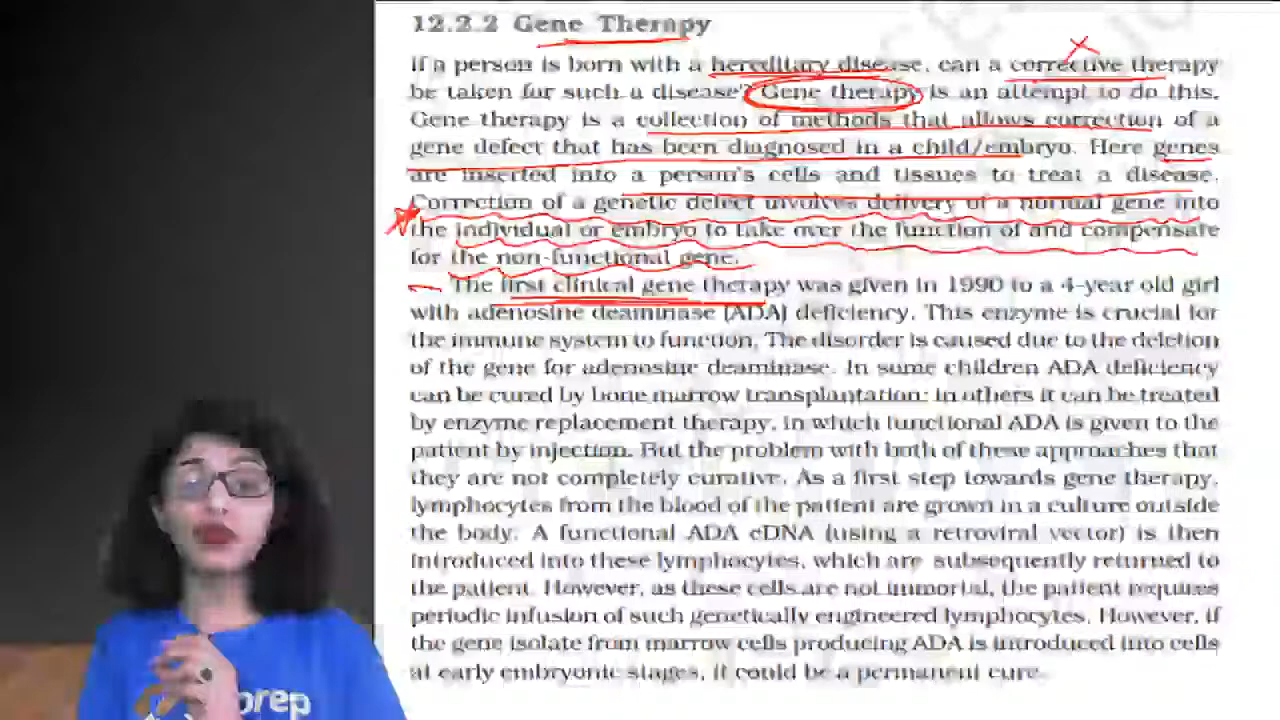 12.2.2 Gene Therapy
If a person is born with a hereditary disease, can a corrective therapy
be taken for such a disease? Gene therapy is an attempt to do this.
Gene therapy is a collection of methods that allows correction of a
gene defect that has been diagnosed in a child/embryo. Here genes
are inserted into a person's cells and tissues to treat a disease.
Correction of a genetic defect involves delivery of a normal gene into
the individual or embryo to take over the function of and compensate
for the non-functional gene.
The first clinical gene therapy was given in 1990 to a 4-year old girl
with adenosine deaminase (ADA) deficiency. This enzyme is crucial for
the immune system to function. The disorder is caused due to the deletion
of the gene for adenosine deaminase. In some children ADA deficiency
can be cured by bone marrow transplantation; in others it can be treated
by enzyme replacement therapy, in which functional ADA is given to the
patient by injection. But the problem with both of these approaches that
they are not completely curative. As a first step towards gene therapy,
lymphocytes from the blood of the patient are grown in a culture outside
the body. A functional ADA cDNA (using a retroviral vector) is then
introduced into these lymphocytes, which are subsequently returned to
the patient. However, as these cells are not immortal, the patient requires
periodic infusion of such genetically engineered lymphocytes. However, if
the gene isolate from marrow cells producing ADA is introduced into cells
at early embryonic stages, it could be a permanent cure.
prep